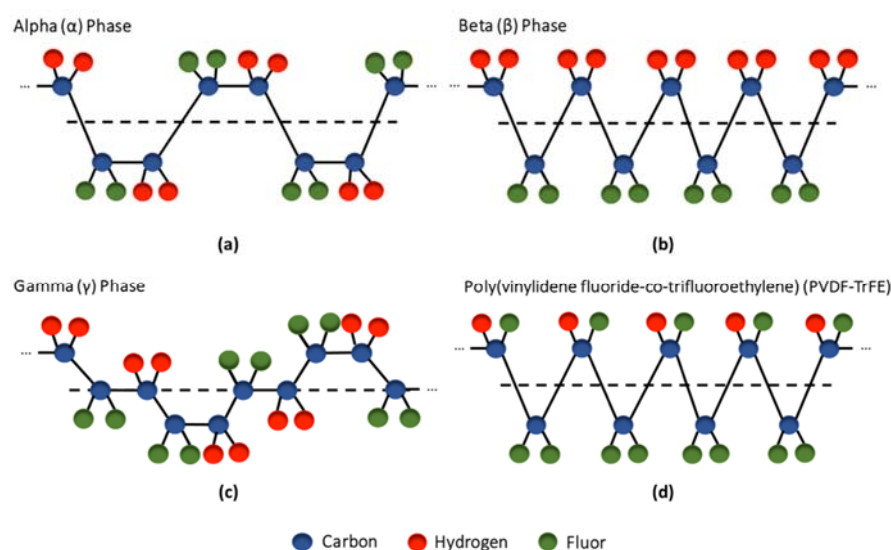 Alpha (α) Phase
Beta (β) Phase
... ...
... ...
(a)
(b)
Gamma (γ) Phase
Poly(vinylidene fluoride-co-trifluoroethylene) (PVDF-TrFE)
... ...
... ...
(c)
(d)
Carbon Hydrogen Fluor